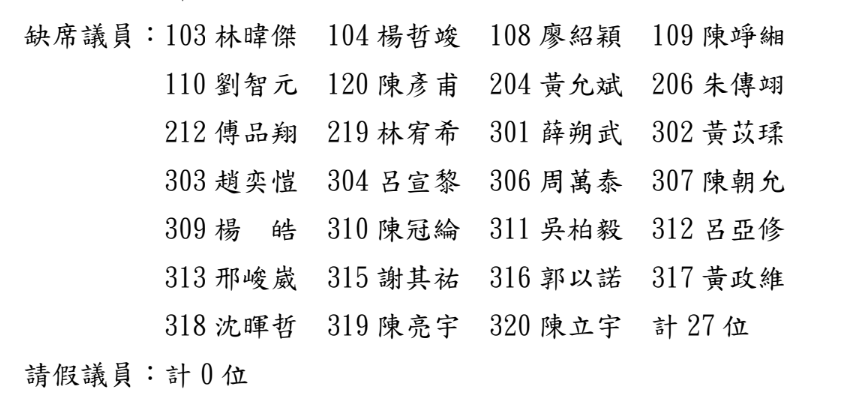 缺席議員：103 林暐傑 104 楊哲竣 108 廖紹穎 109 陳竫緗
110 劉智元 120 陳彥甫 204 黃允斌 206 朱傳翊
212 傅品翔 219 林宥希 301 薛朔武 302 黃苡瑈
303 趙奕愷 304 呂宣黎 306 周萬泰 307 陳朝允
309 楊　皓 310 陳冠綸 311 吳柏毅 312 呂亞修
313 邢峻崴 315 謝其祐 316 郭以諾 317 黃政維
318 沈暉哲 319 陳亮宇 320 陳立宇 計 27 位
請假議員：計 0 位